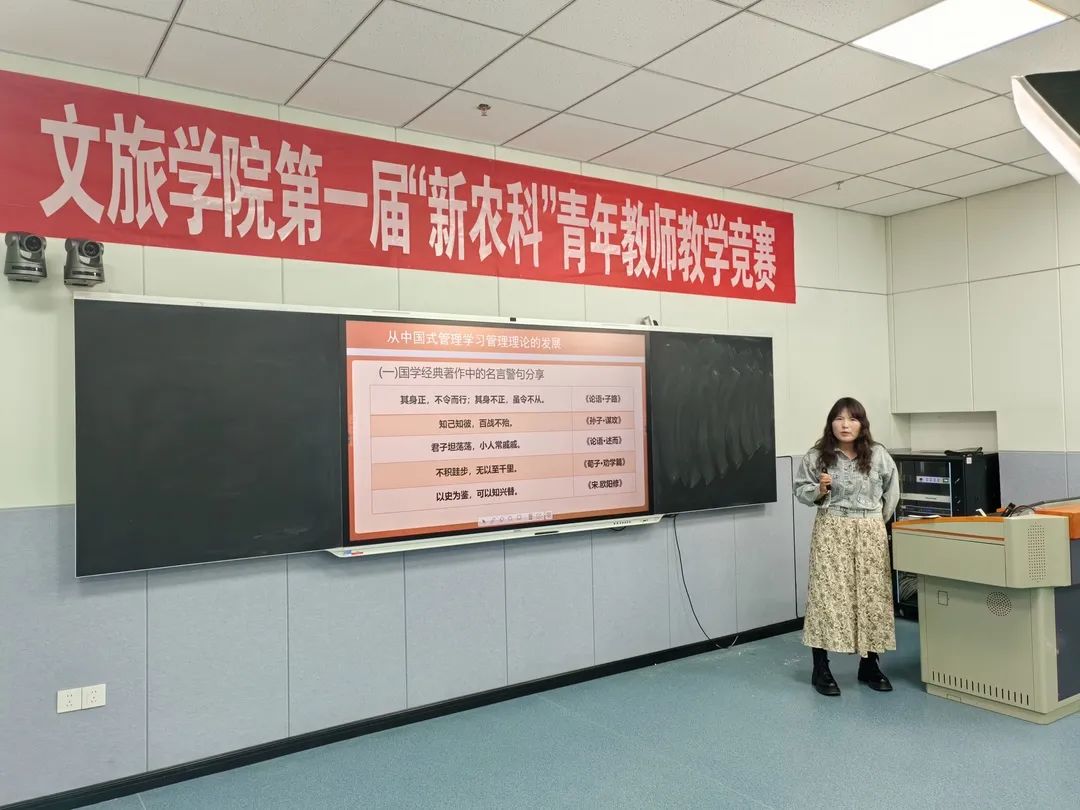 文旅学院第一届“新农科”青年教师教学竞赛
从中国式管理学习管理理论的发展
(一)国学经典著作中的名言警句分享
其身正，不令而行；其身不正，虽令不从。 《论语•子路》
知己知彼，百战不殆。 《孙子•谋攻》
君子坦荡荡，小人常戚戚。 《论语•述而》
不积跬步，无以至千里。 《荀子•劝学篇》
以史为鉴，可以知兴替。 《宋.欧阳修》